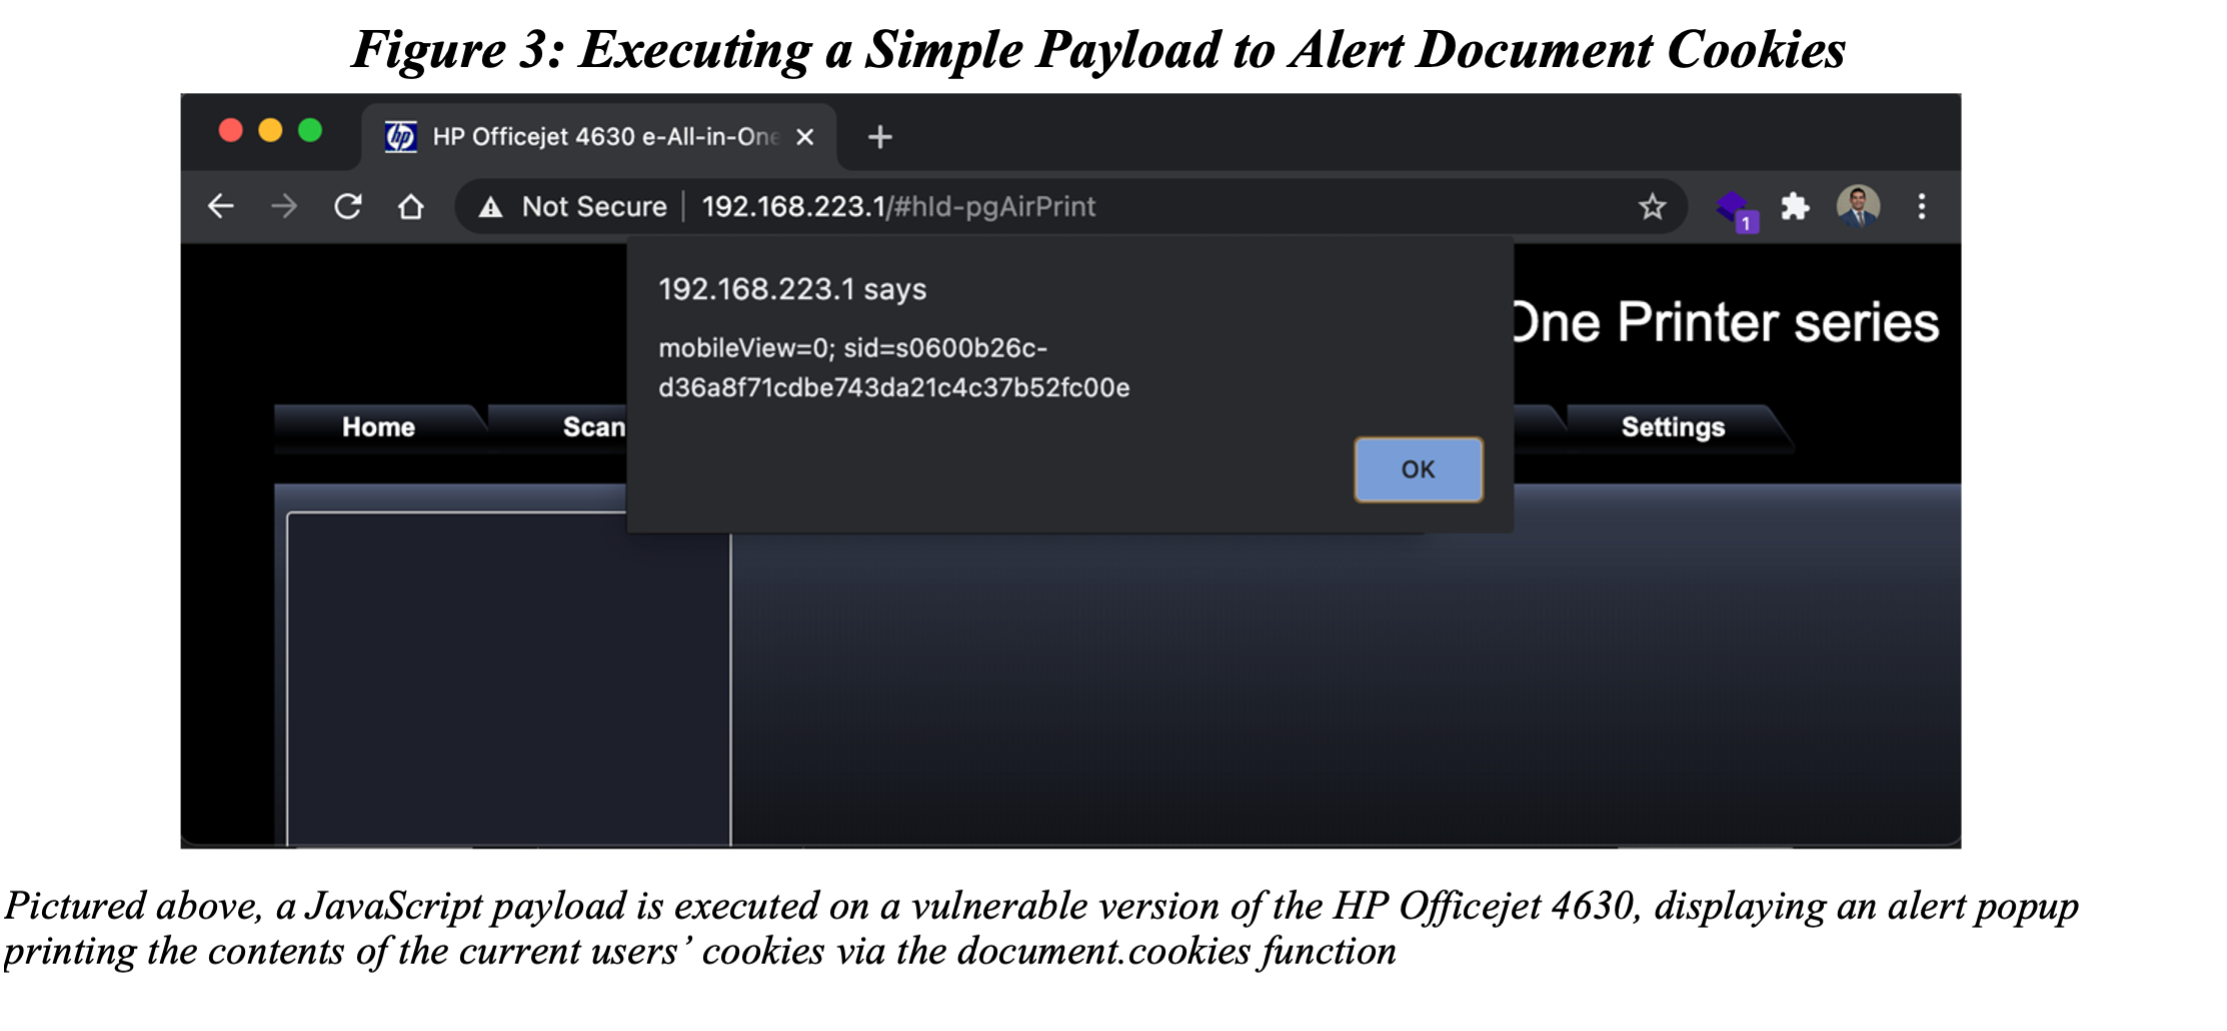 Figure 3: Executing a Simple Payload to Alert Document Cookies
hp HP Officejet 4630 e-All-in-One
Not Secure 192.168.223.1/#hId-pgAirPrint
1
192.168.223.1 says
One Printer series
mobileView=0; sid=s0600b26c-
d36a8f71cdbe743da21c4c37b52fc00e
Home Scan Settings
OK
Pictured above, a JavaScript payload is executed on a vulnerable version of the HP Officejet 4630, displaying an alert popup
printing the contents of the current users’ cookies via the document.cookies function